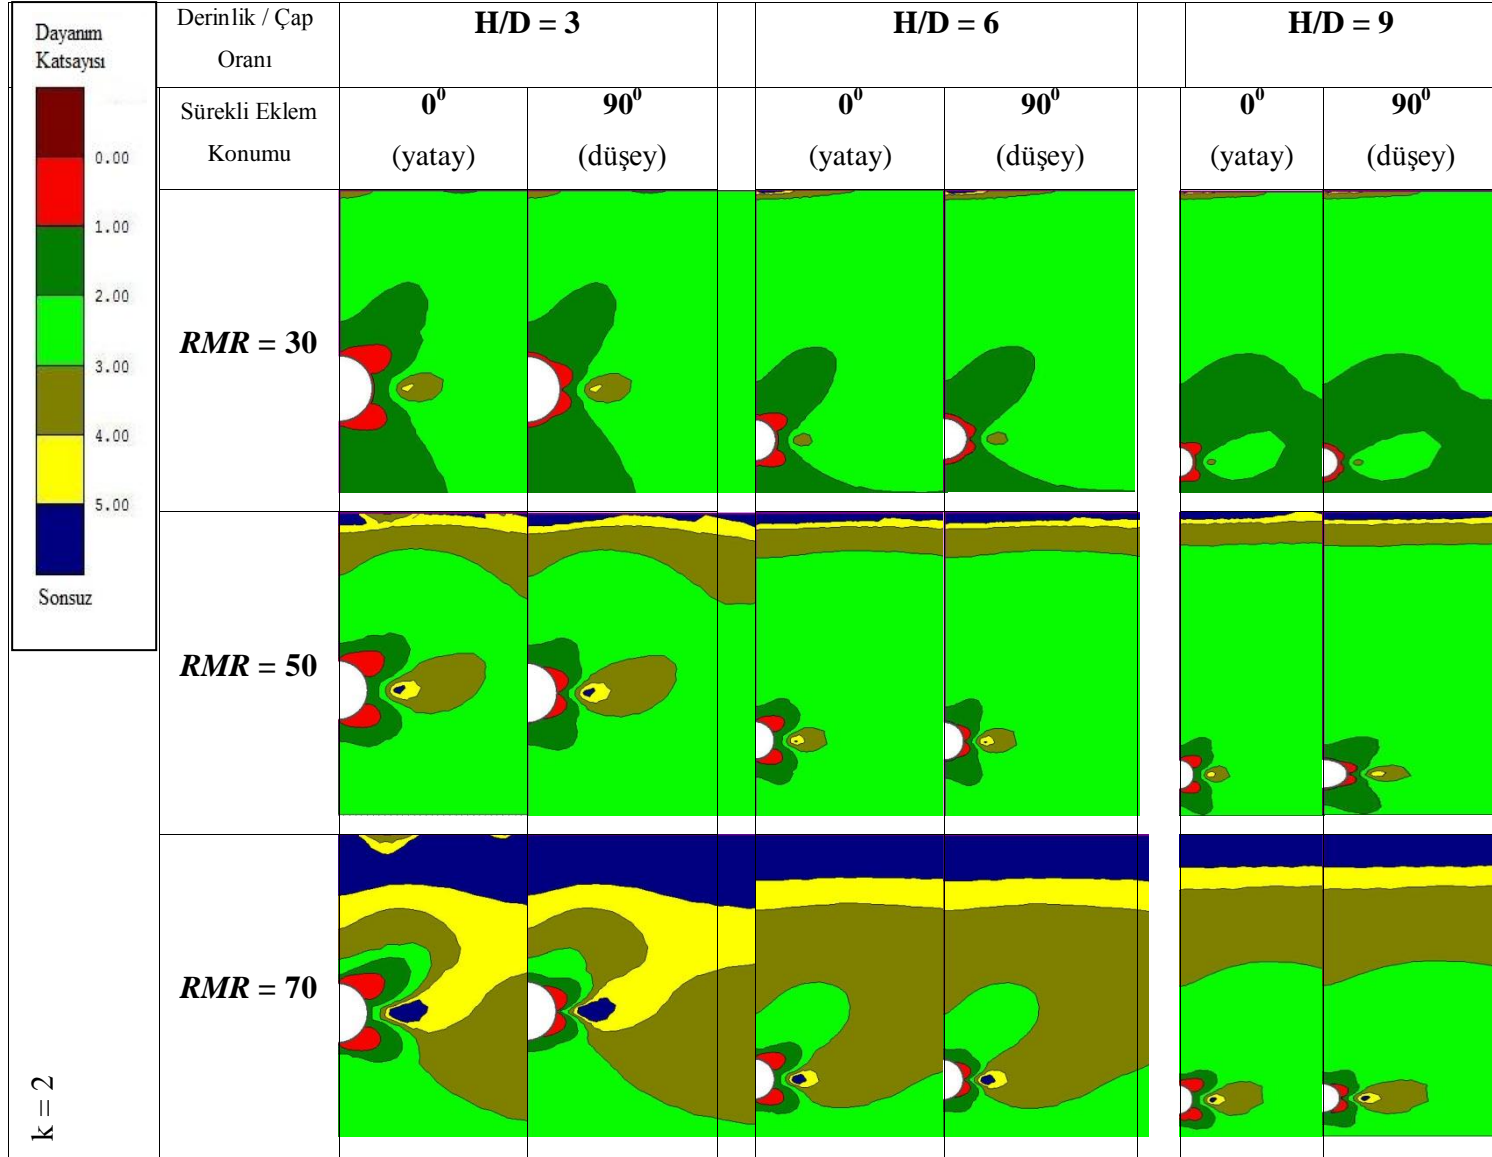 Dayanım
Katsayısı
0.00
1.00
2.00
3.00
4.00
5.00
Sonsuz
k = 2
Derinlik / Çap
Oranı
H/D = 3
H/D = 6
H/D = 9
Sürekli Eklem
Konumu
0⁰
(yatay)
90⁰
(düşey)
0⁰
(yatay)
90⁰
(düşey)
0⁰
(yatay)
90⁰
(düşey)
RMR = 30
RMR = 50
RMR = 70